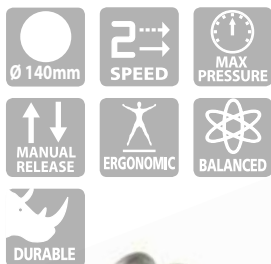 Ø 140mm
2 SPEED
MAX
PRESSURE
MANUAL
RELEASE
ERGONOMIC
BALANCED
DURABLE